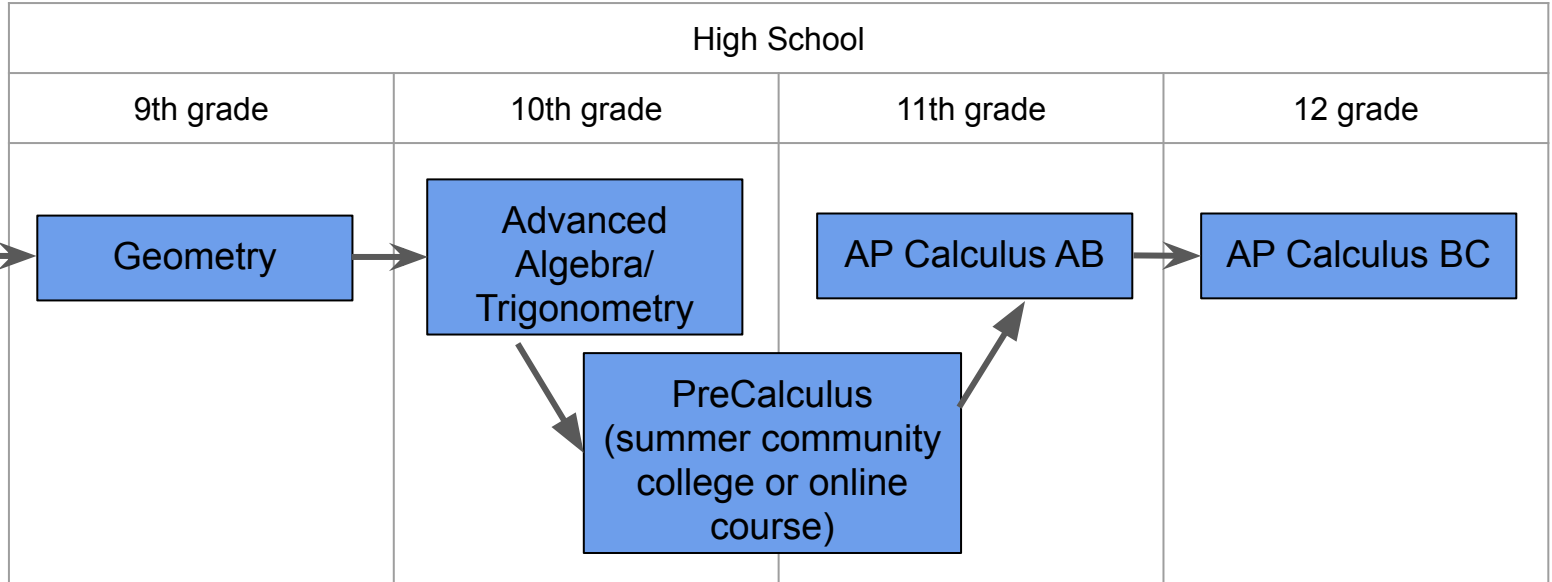 High School
9th grade
10th grade
11th grade
12 grade
Geometry
Advanced
Algebra/
Trigonometry
AP Calculus AB
AP Calculus BC
PreCalculus
(summer community
college or online
course)